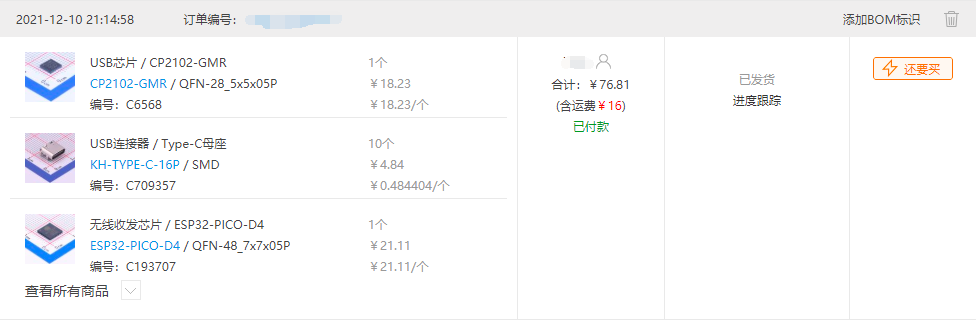 2021-12-10 21:14:58 订单编号： 添加BOM标识
USB芯片 / CP2102-GMR 1个
CP2102-GMR / QFN-28_5x5x05P ￥18.23
编号：C6568 ￥18.23/个
USB连接器 / Type-C母座 10个
KH-TYPE-C-16P / SMD ￥4.84
编号：C709357 ￥0.484404/个
无线收发芯片 / ESP32-PICO-D4 1个
ESP32-PICO-D4 / QFN-48_7x7x05P ￥21.11
编号：C193707 ￥21.11/个
查看所有商品
合计：￥76.81
(含运费￥16)
已付款
已发货
进度跟踪
还要买